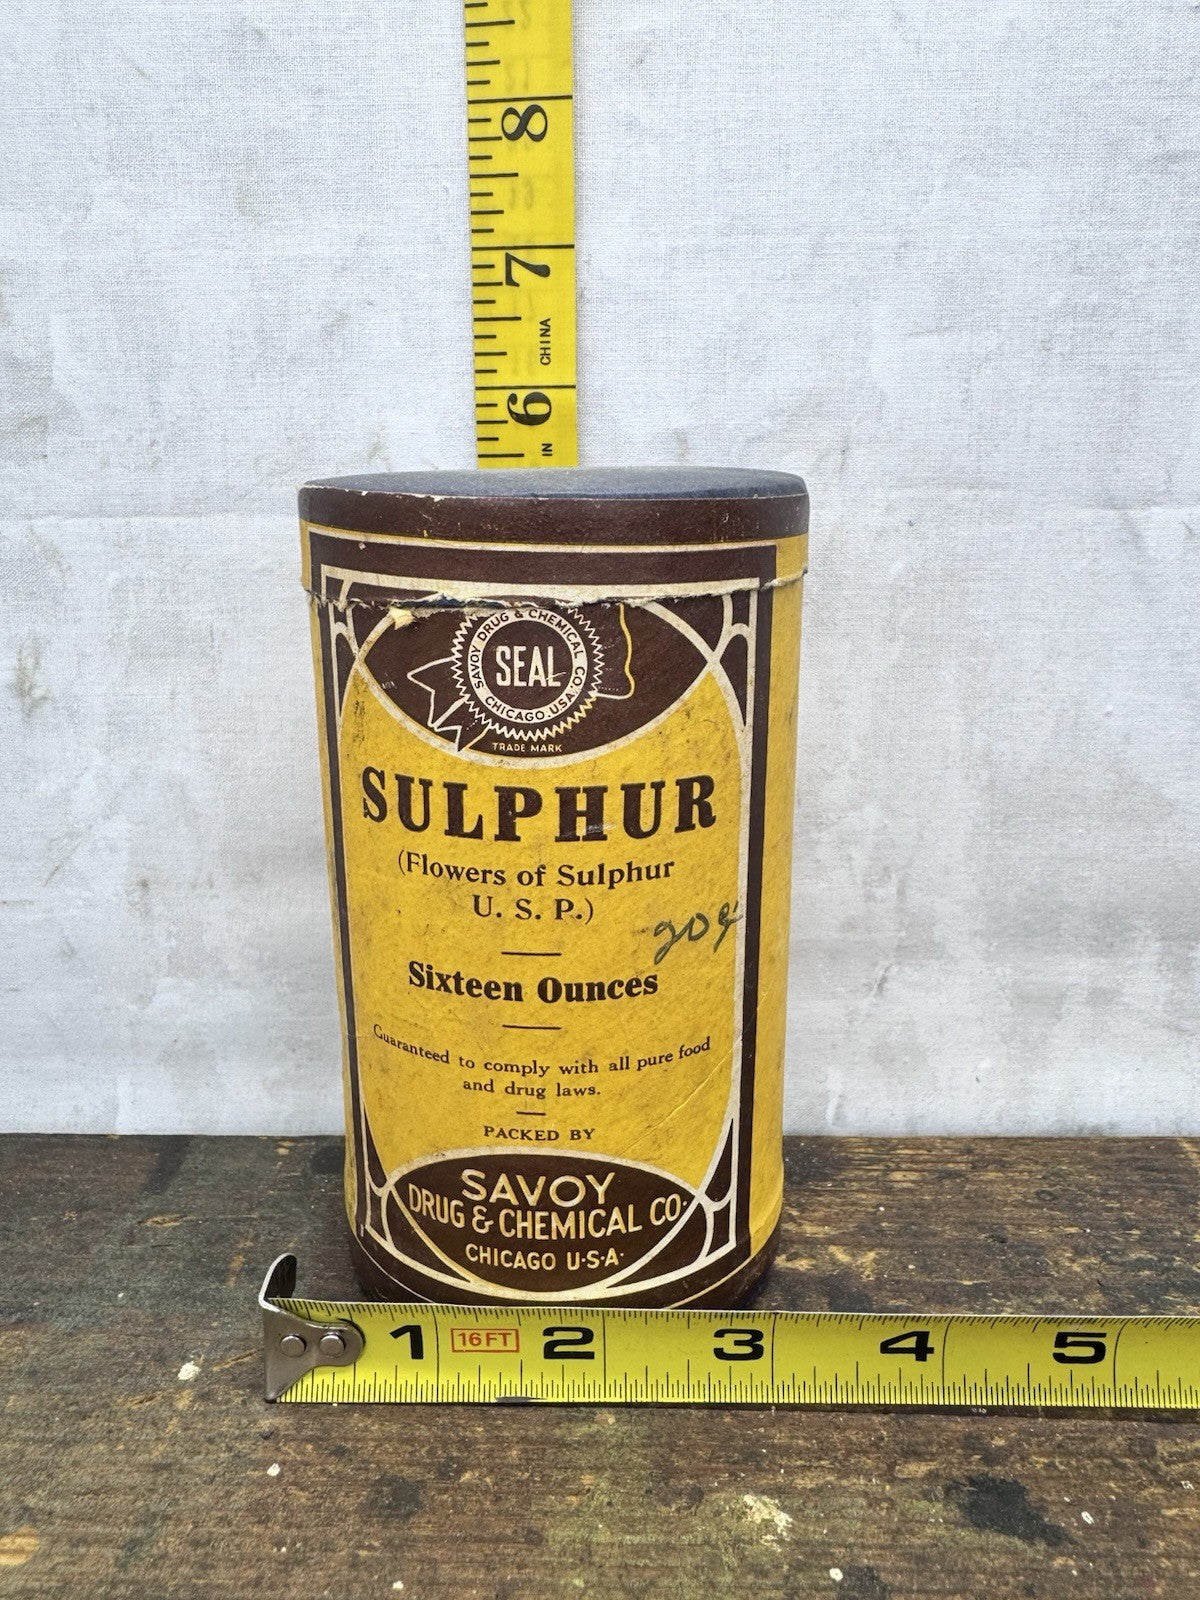 8
7
CHINA
6
IN
SAVOY DRUG & CHEMICAL CO.
SEAL
CHICAGO. U.S.A.
TRADE MARK
SULPHUR
(Flowers of Sulphur
U. S. P.)
20¢
Sixteen Ounces
Guaranteed to comply with all pure food
and drug laws.
PACKED BY
SAVOY
DRUG & CHEMICAL CO.
CHICAGO U·S·A·
1 16FT 2 3 4 5